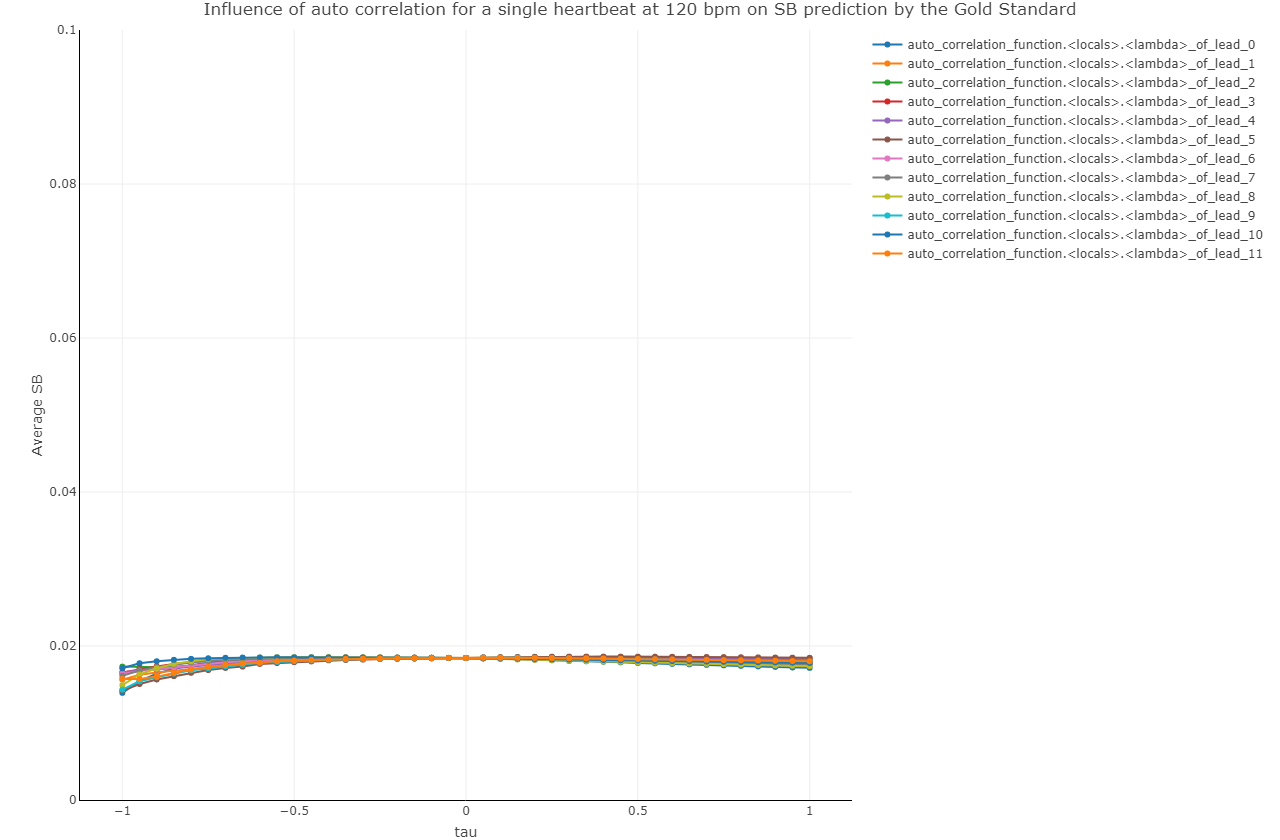 Influence of auto correlation for a single heartbeat at 120 bpm on SB prediction by the Gold Standard
0.1
0.08
0.06
0.04
0.02
0
Average SB
−1
−0.5
0
0.5
1
tau
auto_correlation_function.<locals>.<lambda>_of_lead_0
auto_correlation_function.<locals>.<lambda>_of_lead_1
auto_correlation_function.<locals>.<lambda>_of_lead_2
auto_correlation_function.<locals>.<lambda>_of_lead_3
auto_correlation_function.<locals>.<lambda>_of_lead_4
auto_correlation_function.<locals>.<lambda>_of_lead_5
auto_correlation_function.<locals>.<lambda>_of_lead_6
auto_correlation_function.<locals>.<lambda>_of_lead_7
auto_correlation_function.<locals>.<lambda>_of_lead_8
auto_correlation_function.<locals>.<lambda>_of_lead_9
auto_correlation_function.<locals>.<lambda>_of_lead_10
auto_correlation_function.<locals>.<lambda>_of_lead_11